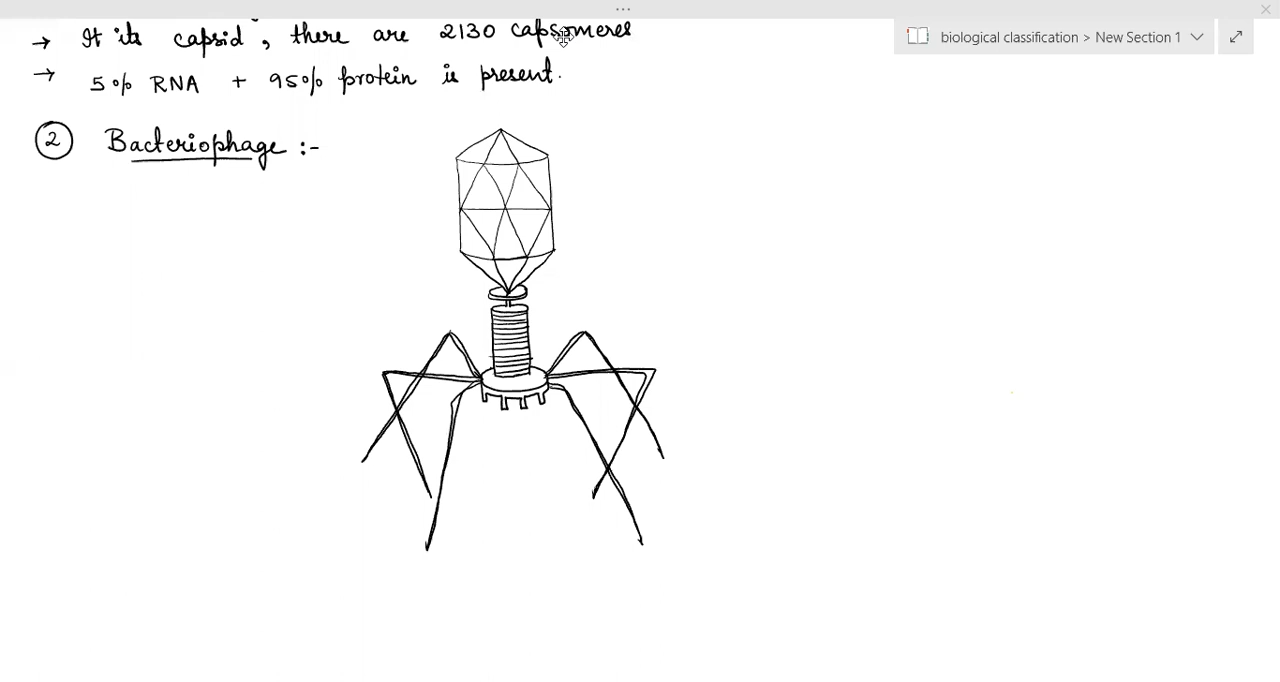 → It its capsid, there are 2130 capsomeres
→ 5% RNA + 95% protein is present.
② Bacteriophage :-
biological classification > New Section 1